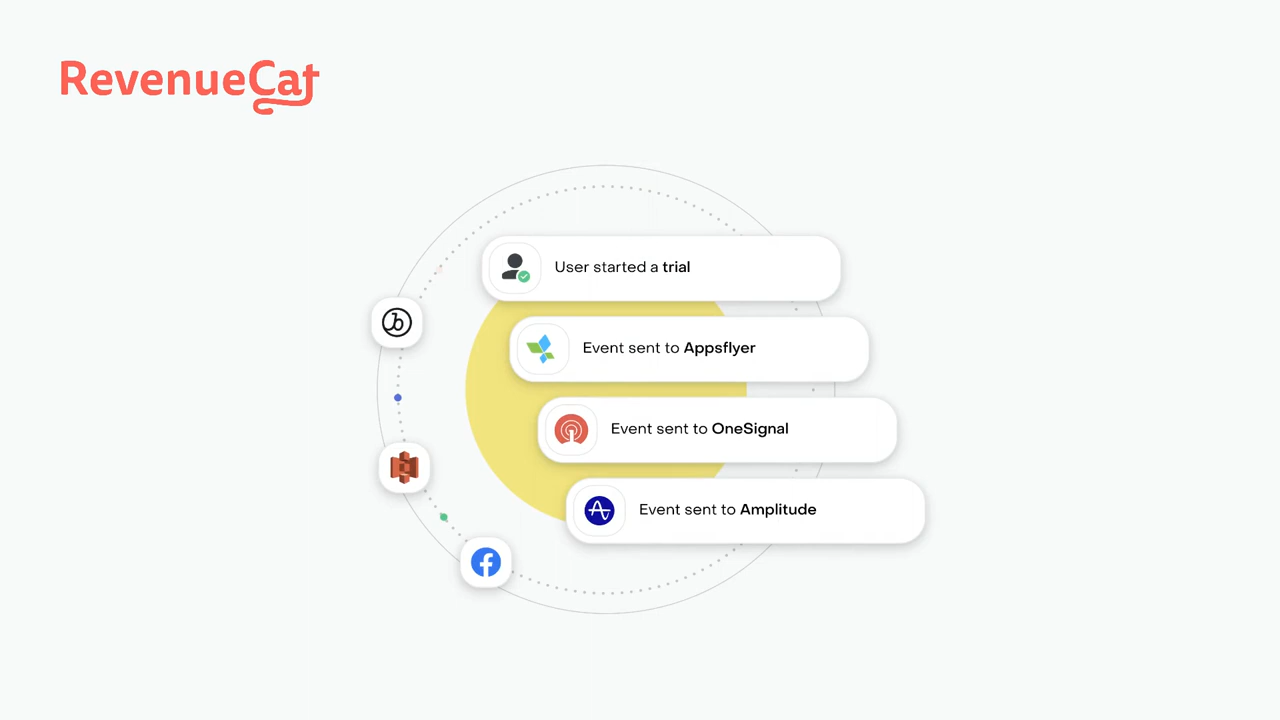 RevenueCat
User started a trial
Event sent to Appsflyer
Event sent to OneSignal
Event sent to Amplitude